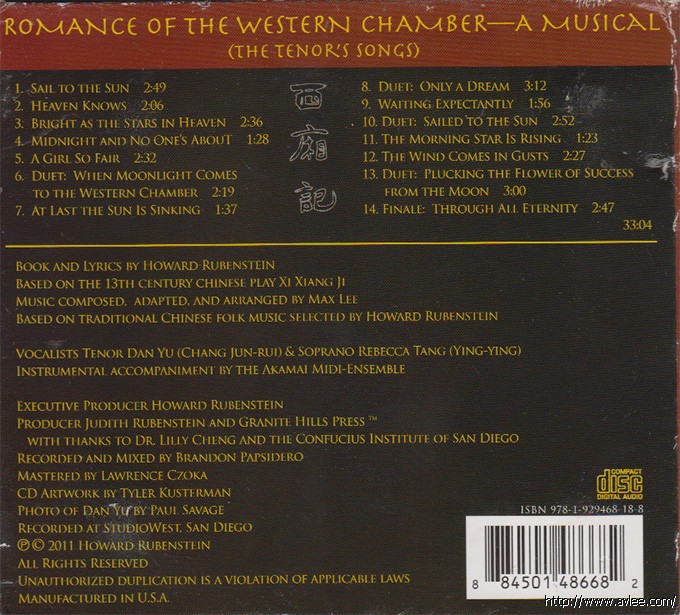 ROMANCE OF THE WESTERN CHAMBER—A MUSICAL
(THE TENOR'S SONGS)
1. SAIL TO THE SUN 2:49
2. HEAVEN KNOWS 2:06
3. BRIGHT AS THE STARS IN HEAVEN 2:36
4. MIDNIGHT AND NO ONE'S ABOUT 1:28
5. A GIRL SO FAIR 2:32
6. DUET: WHEN MOONLIGHT COMES
TO THE WESTERN CHAMBER 2:19
7. AT LAST THE SUN IS SINKING 1:37
西
廂
記
8. DUET: ONLY A DREAM 3:12
9. WAITING EXPECTANTLY 1:56
10. DUET: SAILED TO THE SUN 2:52
11. THE MORNING STAR IS RISING 1:23
12. THE WIND COMES IN GUSTS 2:27
13. DUET: PLUCKING THE FLOWER OF SUCCESS
FROM THE MOON 3:00
14. FINALE: THROUGH ALL ETERNITY 2:47
33:04
BOOK AND LYRICS BY HOWARD RUBENSTEIN
BASED ON THE 13TH CENTURY CHINESE PLAY XI XIANG JI
MUSIC COMPOSED, ADAPTED, AND ARRANGED BY MAX LEE
BASED ON TRADITIONAL CHINESE FOLK MUSIC SELECTED BY HOWARD RUBENSTEIN
VOCALISTS TENOR DAN YU (CHANG JUN-RUI) & SOPRANO REBECCA TANG (YING-YING)
INSTRUMENTAL ACCOMPANIMENT BY THE AKAMAI MIDI-ENSEMBLE
EXECUTIVE PRODUCER HOWARD RUBENSTEIN
PRODUCER JUDITH RUBENSTEIN AND GRANITE HILLS PRESS ™
WITH THANKS TO DR. LILLY CHENG AND THE CONFUCIUS INSTITUTE OF SAN DIEGO
RECORDED AND MIXED BY BRANDON PAPSIDERO
MASTERED BY LAWRENCE CZOKA
CD ARTWORK BY TYLER KUSTERMAN
PHOTO OF DAN YU BY PAUL SAVAGE
RECORDED AT STUDIOWEST, SAN DIEGO
℗ © 2011 HOWARD RUBENSTEIN
ALL RIGHTS RESERVED
UNAUTHORIZED DUPLICATION IS A VIOLATION OF APPLICABLE LAWS
MANUFACTURED IN U.S.A.
COMPACT
disc
DIGITAL AUDIO
ISBN 978-1-929468-18-8
8 84501 48668 2
http://www.avlee.com/